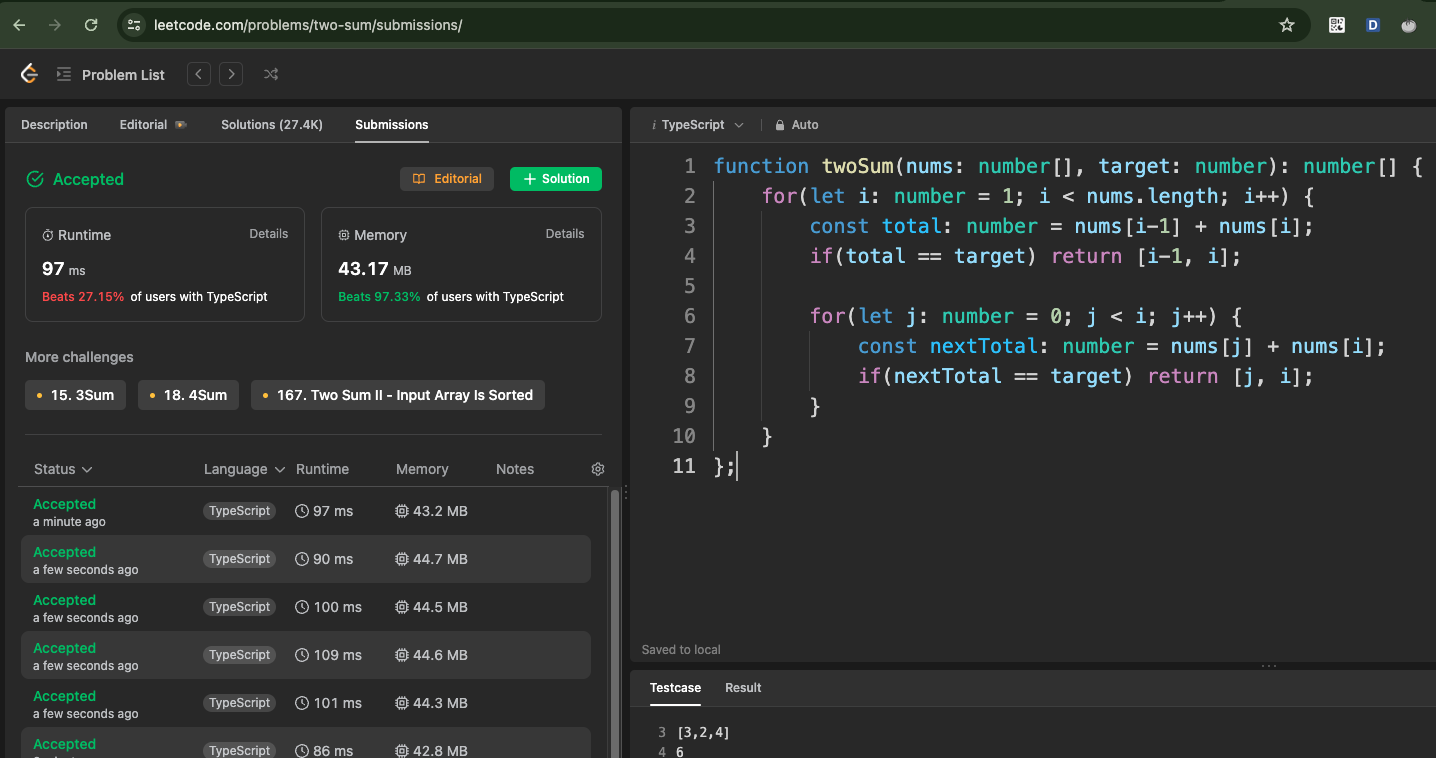 leetcode.com/problems/two-sum/submissions/
D
Problem List
Description Editorial Solutions (27.4K) Submissions
Accepted
Editorial
+ Solution
Runtime Details
97 ms
Beats 27.15% of users with TypeScript
Memory Details
43.17 MB
Beats 97.33% of users with TypeScript
More challenges
15. 3Sum
18. 4Sum
167. Two Sum II - Input Array Is Sorted
Status Language Runtime Memory Notes
Accepted
a minute ago
TypeScript 97 ms 43.2 MB
Accepted
a few seconds ago
TypeScript 90 ms 44.7 MB
Accepted
a few seconds ago
TypeScript 100 ms 44.5 MB
Accepted
a few seconds ago
TypeScript 109 ms 44.6 MB
Accepted
a few seconds ago
TypeScript 101 ms 44.3 MB
Accepted
TypeScript 86 ms 42.8 MB
i TypeScript Auto
1 function twoSum(nums: number[], target: number): number[] {
2 for(let i: number = 1; i < nums.length; i++) {
3 const total: number = nums[i-1] + nums[i];
4 if(total == target) return [i-1, i];
5
6 for(let j: number = 0; j < i; j++) {
7 const nextTotal: number = nums[j] + nums[i];
8 if(nextTotal == target) return [j, i];
9 }
10 }
11 };
Saved to local
Testcase Result
3 [3,2,4]
4 6